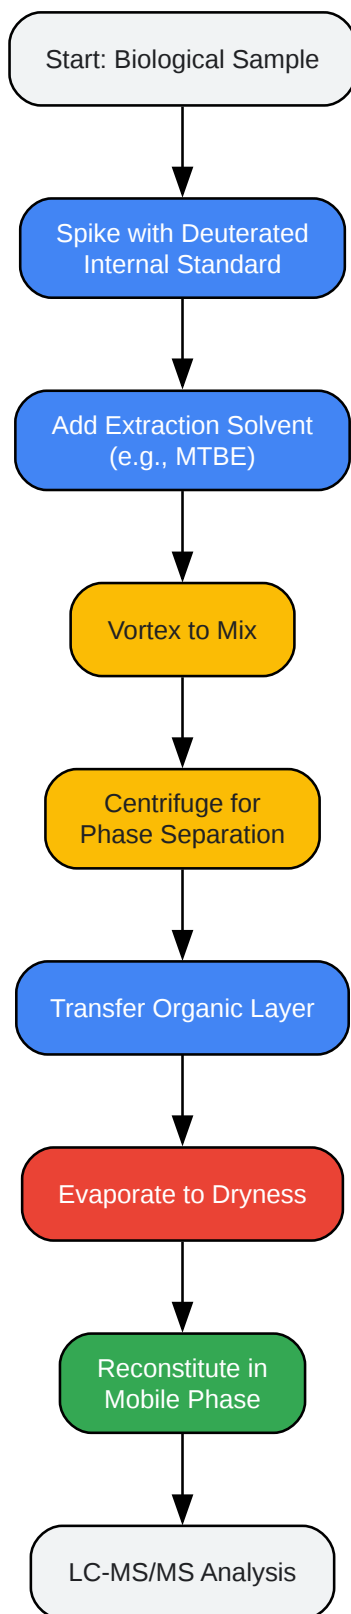 Start: Biological Sample
Spike with Deuterated
Internal Standard
Add Extraction Solvent
(e.g., MTBE)
Vortex to Mix
Centrifuge for
Phase Separation
Transfer Organic Layer
Evaporate to Dryness
Reconstitute in
Mobile Phase
LC-MS/MS Analysis